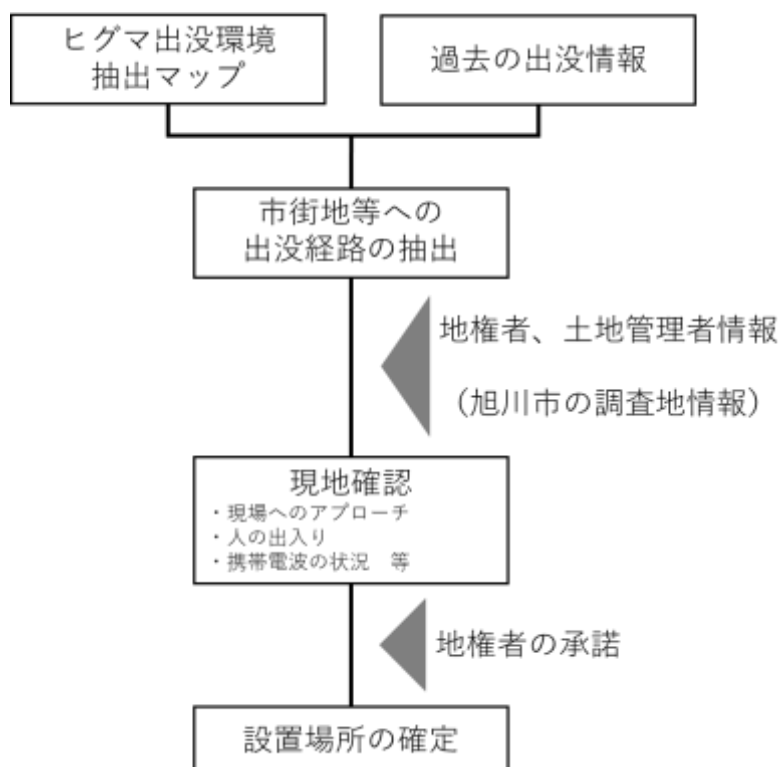 ヒグマ出没環境
抽出マップ
過去の出没情報
市街地等への
出没経路の抽出
地権者、土地管理者情報
（旭川市の調査地情報）
現地確認
・現場へのアプローチ
・人の出入り
・携帯電波の状況　等
地権者の承諾
設置場所の確定